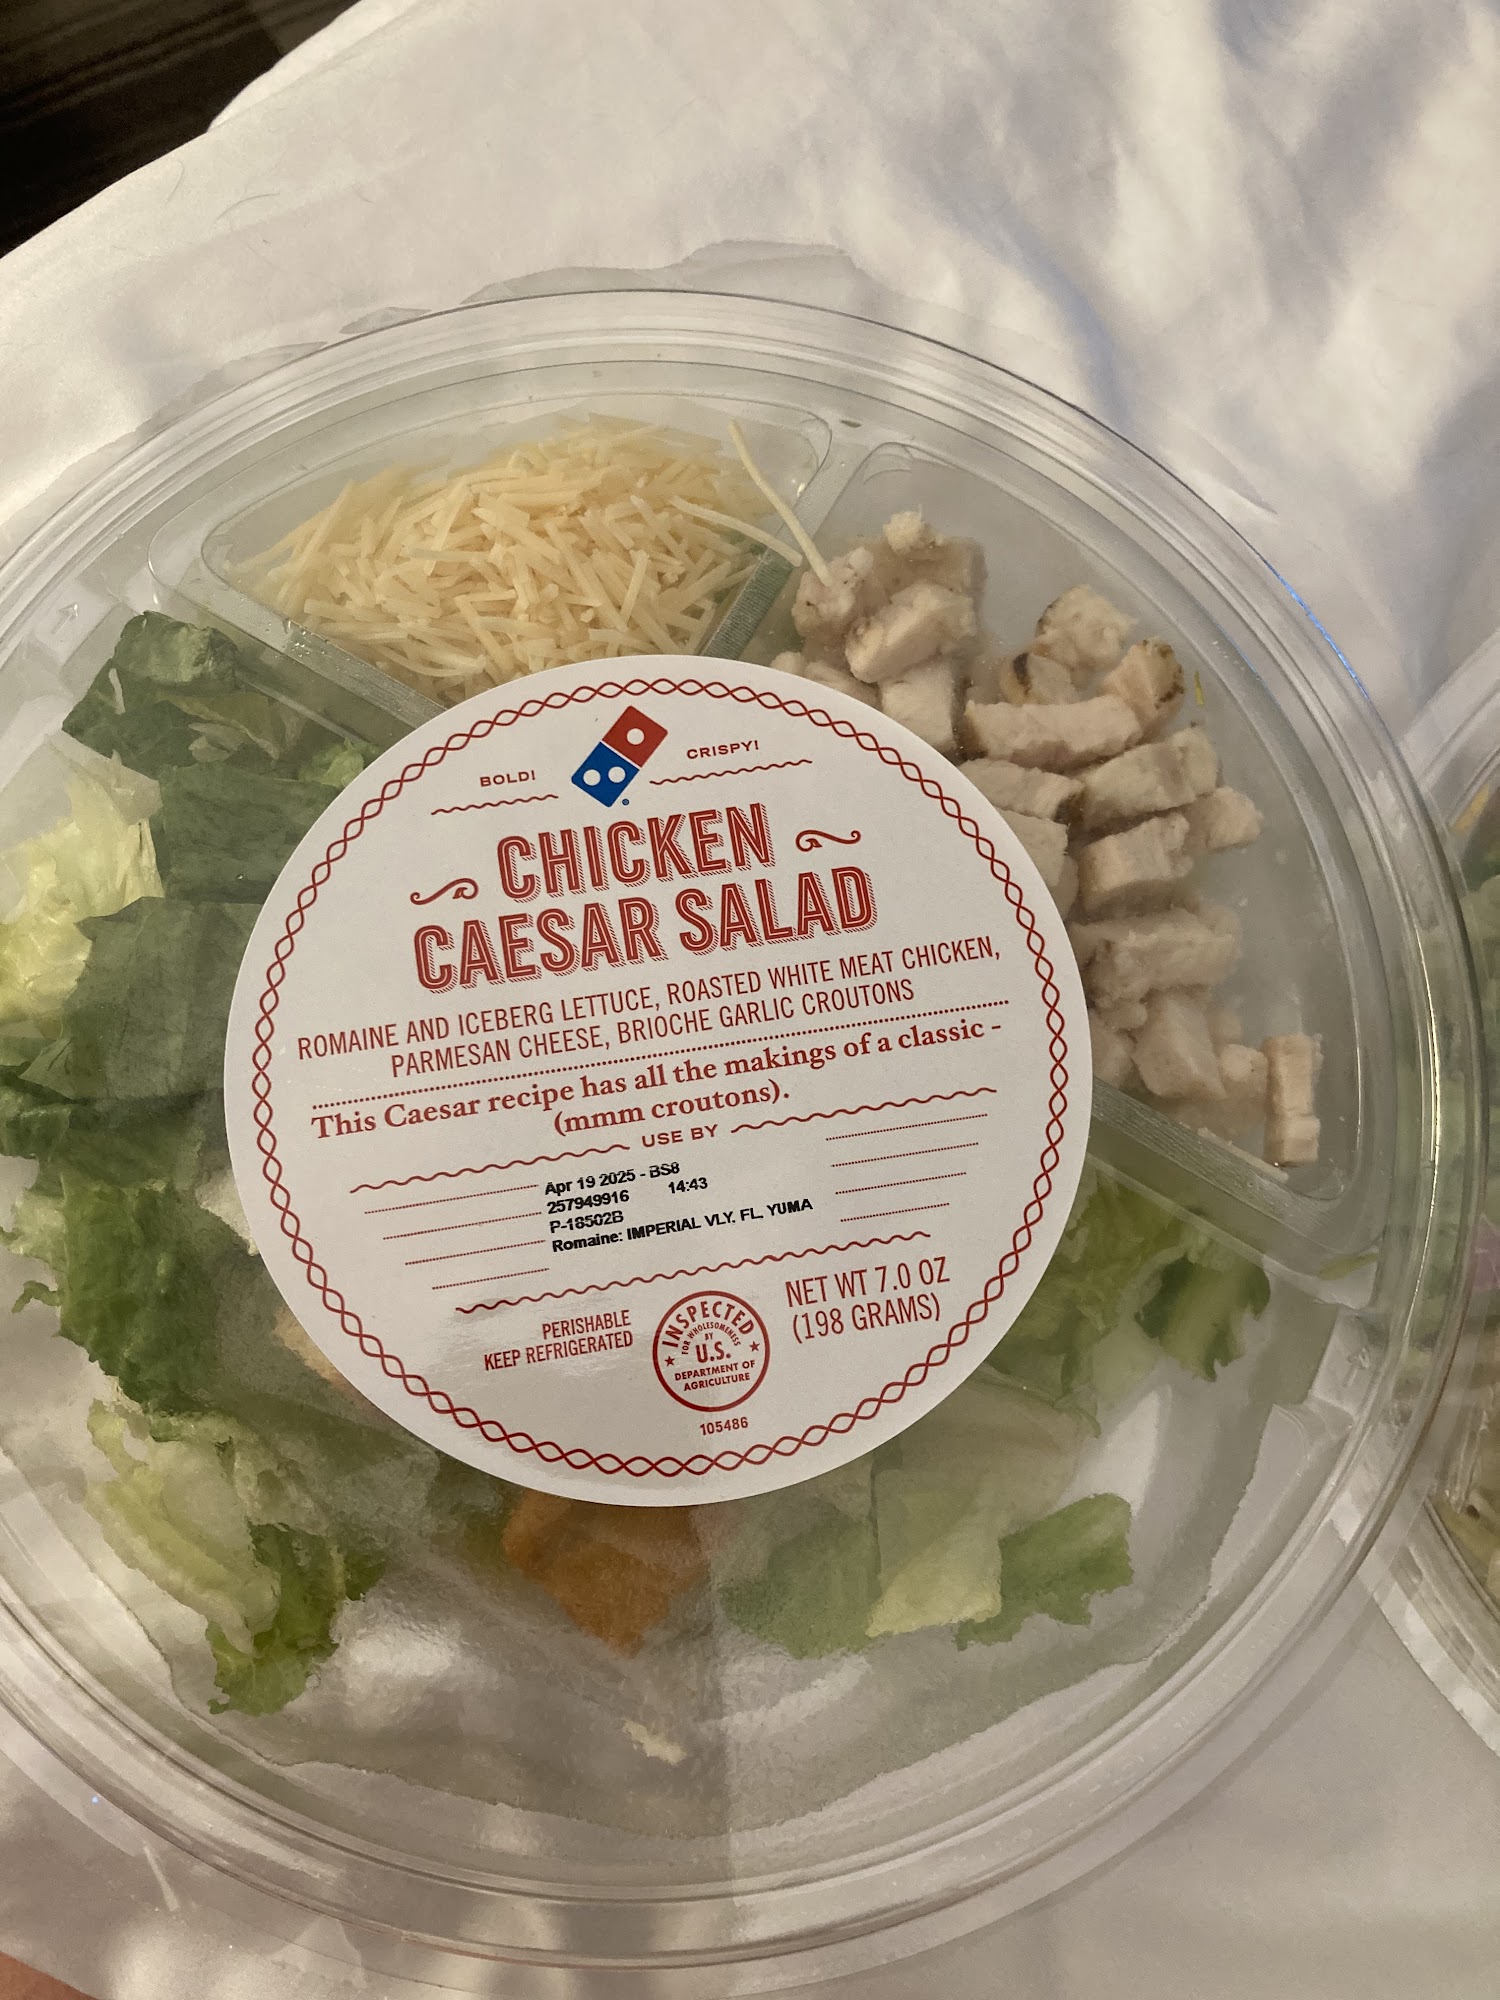 BOLD! CRISPY!
CHICKEN
CAESAR SALAD
ROMAINE AND ICEBERG LETTUCE, ROASTED WHITE MEAT CHICKEN,
PARMESAN CHEESE, BRIOCHE GARLIC CROUTONS
This Caesar recipe has all the makings of a classic -
(mmm croutons).
USE BY
Apr 19 2025 - BS8
257949916 14:43
P-18502B
Romaine: IMPERIAL VLY. FL. YUMA
PERISHABLE
KEEP REFRIGERATED
INSPECTED
FOR WHOLESOMENESS
BY
U.S.
DEPARTMENT OF
AGRICULTURE
105486
NET WT 7.0 OZ
(198 GRAMS)